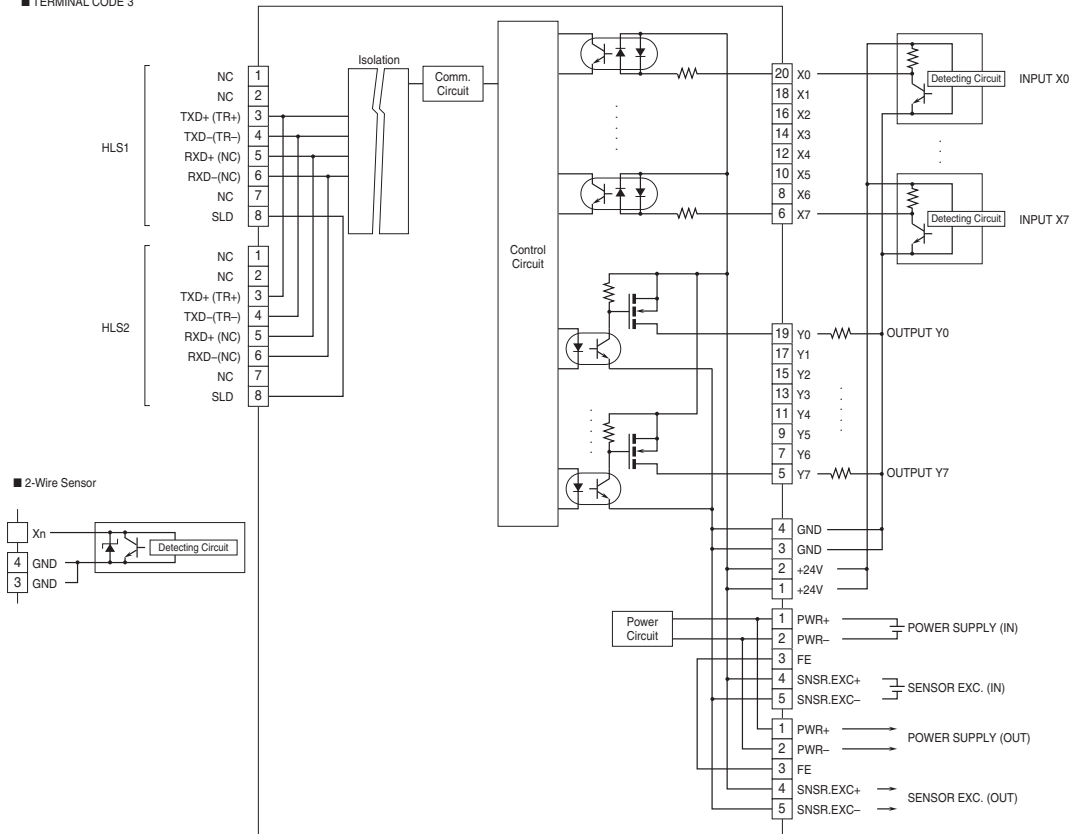 ■ TERMINAL CODE 3
HLS1
NC 1
NC 2
TXD+ (TR+) 3
TXD–(TR–) 4
RXD+ (NC) 5
RXD–(NC) 6
NC 7
SLD 8
HLS2
NC 1
NC 2
TXD+ (TR+) 3
TXD–(TR–) 4
RXD+ (NC) 5
RXD–(NC) 6
NC 7
SLD 8
Isolation
Comm.
Circuit
Control
Circuit
20 X0
18 X1
16 X2
14 X3
12 X4
10 X5
8 X6
6 X7
Detecting Circuit
INPUT X0
Detecting Circuit
INPUT X7
19 Y0
17 Y1
15 Y2
13 Y3
11 Y4
9 Y5
7 Y6
5 Y7
OUTPUT Y0
OUTPUT Y7
4 GND
3 GND
2 +24V
1 +24V
Power
Circuit
1 PWR+
2 PWR–
3 FE
4 SNSR.EXC+
5 SNSR.EXC–
POWER SUPPLY (IN)
SENSOR EXC. (IN)
1 PWR+
2 PWR–
3 FE
4 SNSR.EXC+
5 SNSR.EXC–
POWER SUPPLY (OUT)
SENSOR EXC. (OUT)
■ 2-Wire Sensor
Xn
4 GND
3 GND
Detecting Circuit